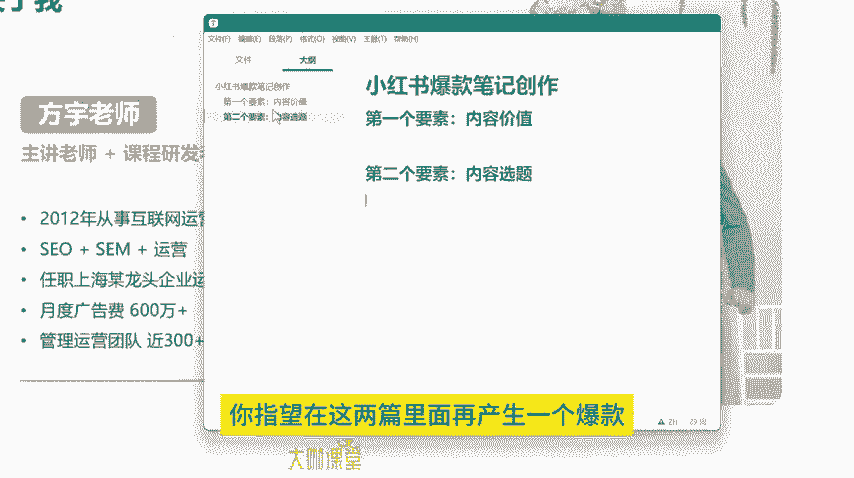 关于我
方宇老师
主讲老师 + 课程研发老
2012年从事互联网运营
SEO + SEM + 运营
任职上海某龙头企业运
月度广告费 600万+
管理运营团队 近300+
文件(F) 编辑(E) 段落(P) 格式(O) 视图(V) 主题(T) 帮助(H)
文件 大纲
小红书爆款笔记创作
第一个要素：内容价值
第二个要素：内容选题
小红书爆款笔记创作
第一个要素：内容价值
第二个要素：内容选题
你指望在这两篇里面再产生一个爆款
ZH
大咖课堂